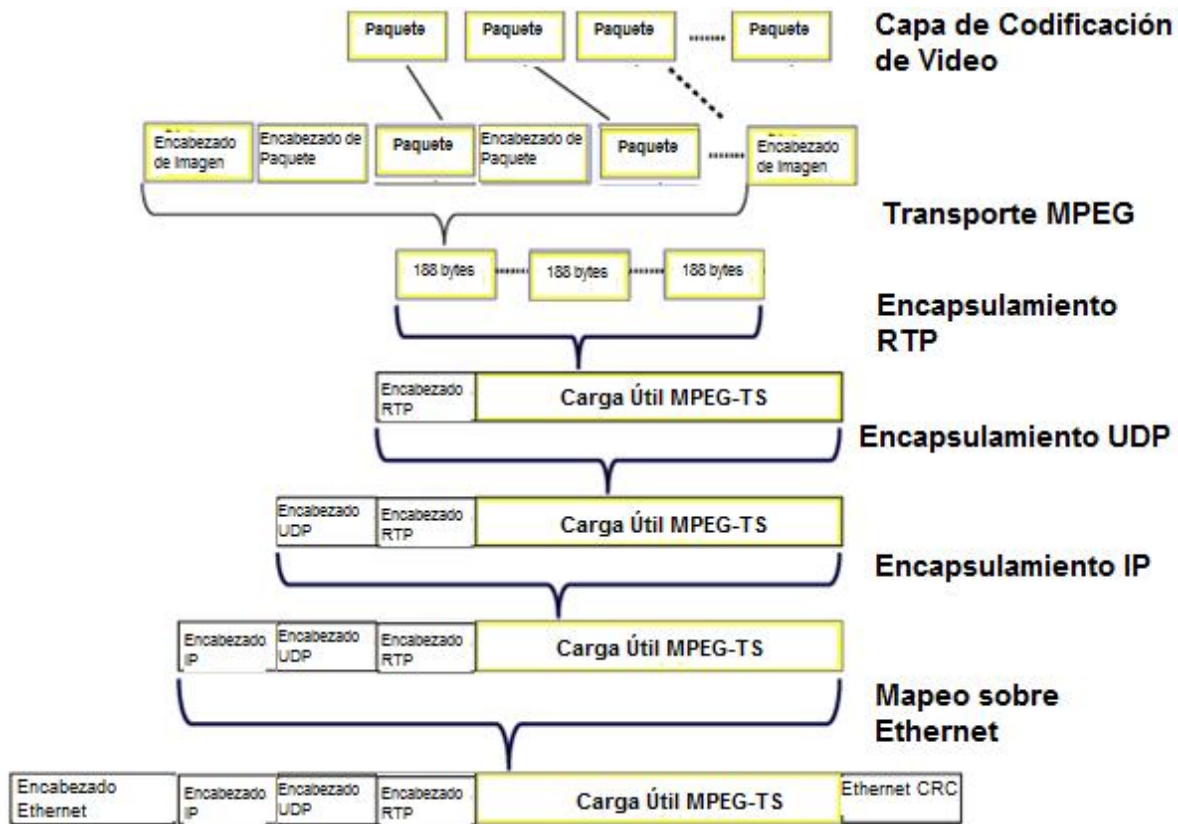 Paquete Paquete Paquete Paquete
Capa de Codificación
de Video
Encabezado
de Imagen
Encabezado de
Paquete
Paquete
Encabezado de
Paquete
Paquete
Encabezado
de Imagen
Transporte MPEG
188 bytes 188 bytes 188 bytes
Encapsulamiento
RTP
Encabezado
RTP
Carga Útil MPEG-TS
Encapsulamiento UDP
Encabezado
UDP
Encabezado
RTP
Carga Útil MPEG-TS
Encapsulamiento IP
Encabezado
IP
Encabezado
UDP
Encabezado
RTP
Carga Útil MPEG-TS
Mapeo sobre
Ethernet
Encabezado
Ethernet
Encabezado
IP
Encabezado
UDP
Encabezado
RTP
Carga Útil MPEG-TS
Ethernet CRC